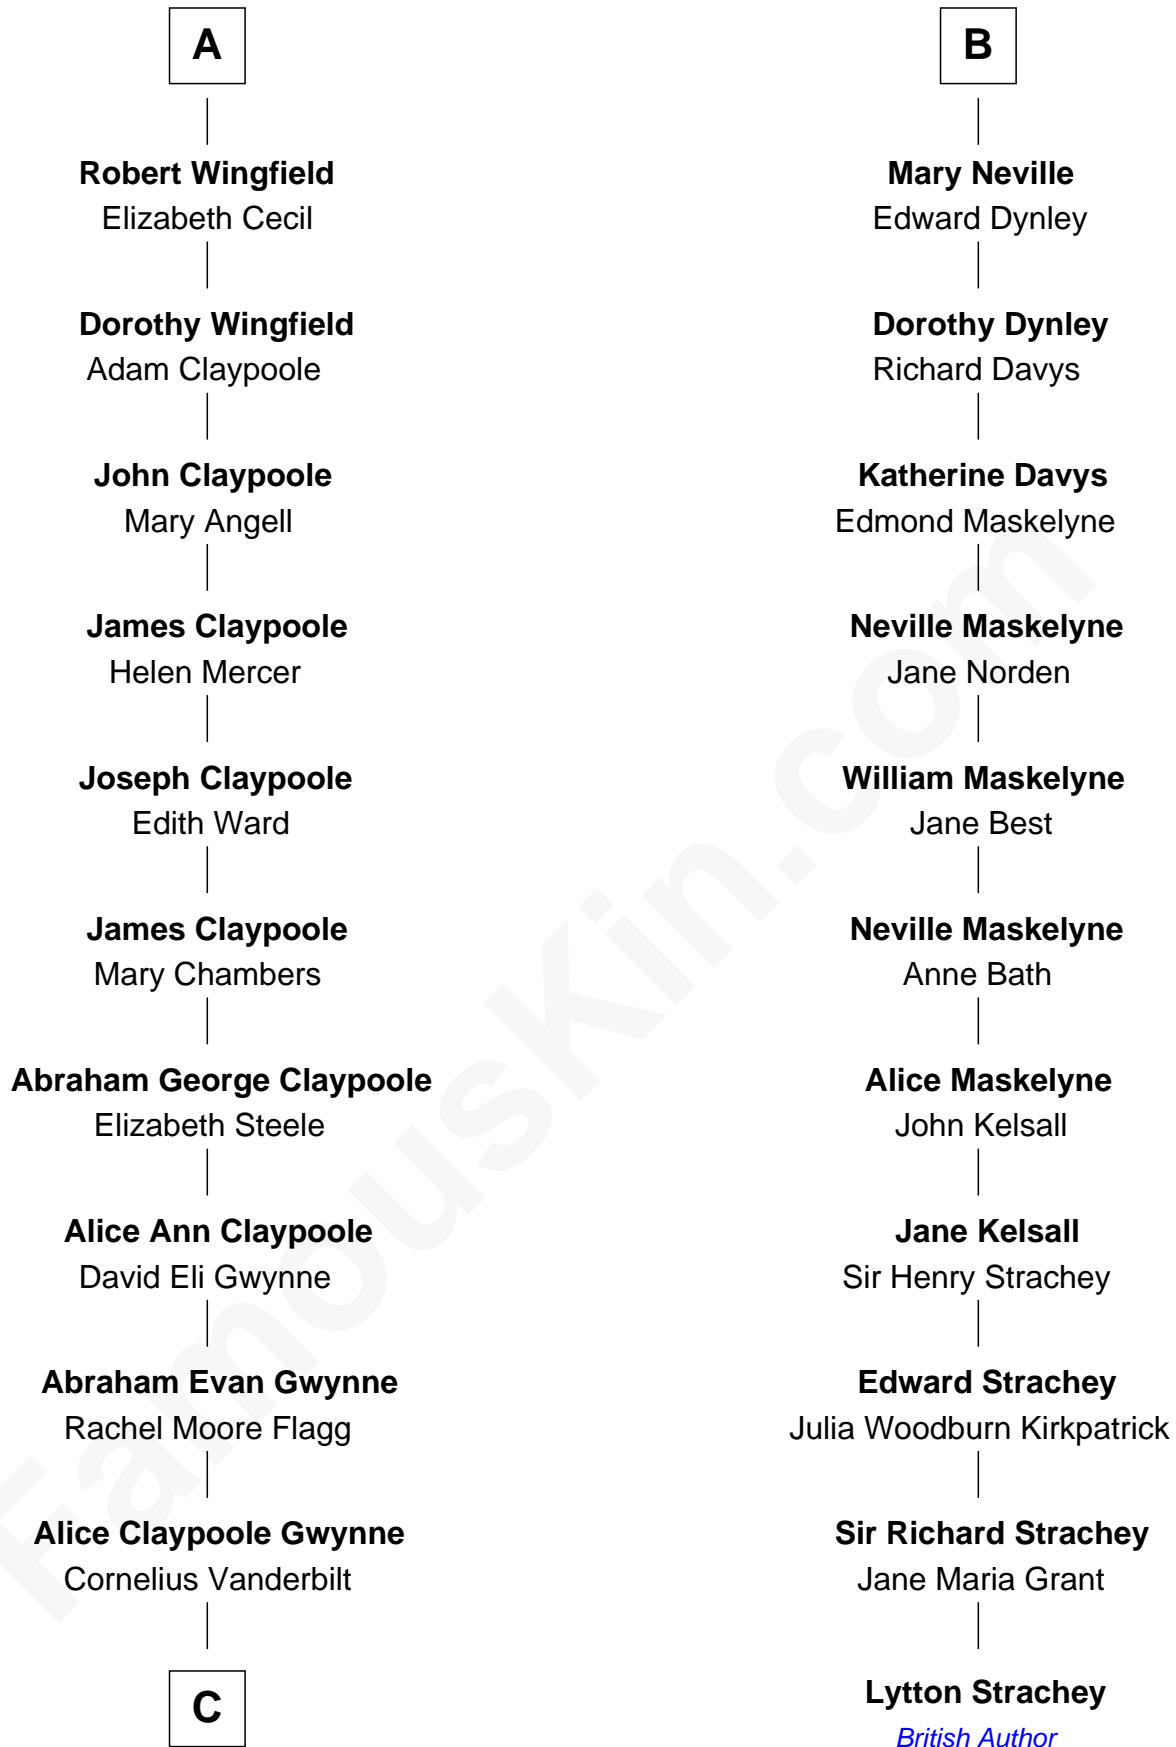 A
Robert Wingfield
Elizabeth Cecil
Dorothy Wingfield
Adam Claypoole
John Claypoole
Mary Angell
James Claypoole
Helen Mercer
Joseph Claypoole
Edith Ward
James Claypoole
Mary Chambers
Abraham George Claypoole
Elizabeth Steele
Alice Ann Claypoole
David Eli Gwynne
Abraham Evan Gwynne
Rachel Moore Flagg
Alice Claypoole Gwynne
Cornelius Vanderbilt
C
B
Mary Neville
Edward Dynley
Dorothy Dynley
Richard Davys
Katherine Davys
Edmond Maskelyne
Neville Maskelyne
Jane Norden
William Maskelyne
Jane Best
Neville Maskelyne
Anne Bath
Alice Maskelyne
John Kelsall
Jane Kelsall
Sir Henry Strachey
Edward Strachey
Julia Woodburn Kirkpatrick
Sir Richard Strachey
Jane Maria Grant
Lytton Strachey
British Author
FamousKin.com